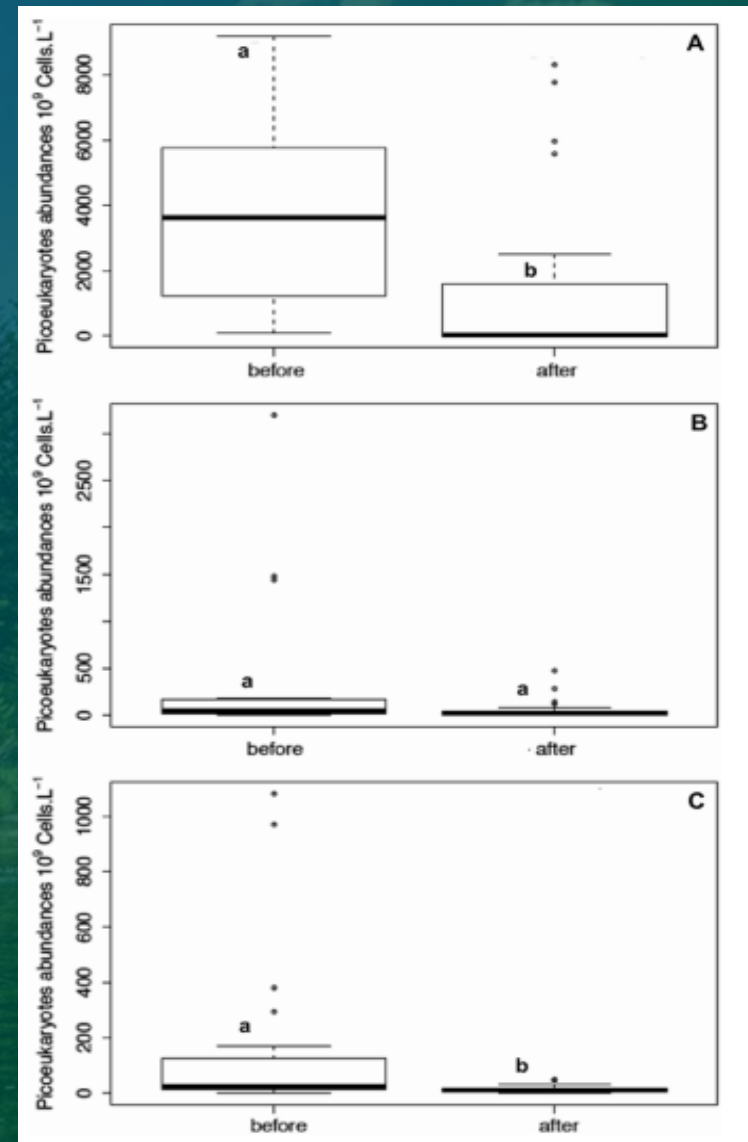 Picoeukaryotes abundances 10⁹ Cells.L⁻¹
8000
6000
4000
2000
0
a
A
b
before after
Picoeukaryotes abundances 10⁹ Cells.L⁻¹
2500
1500
500
0
B
a
a
before after
Picoeukaryotes abundances 10⁹ Cells.L⁻¹
1000
800
600
400
200
0
C
a
b
before after